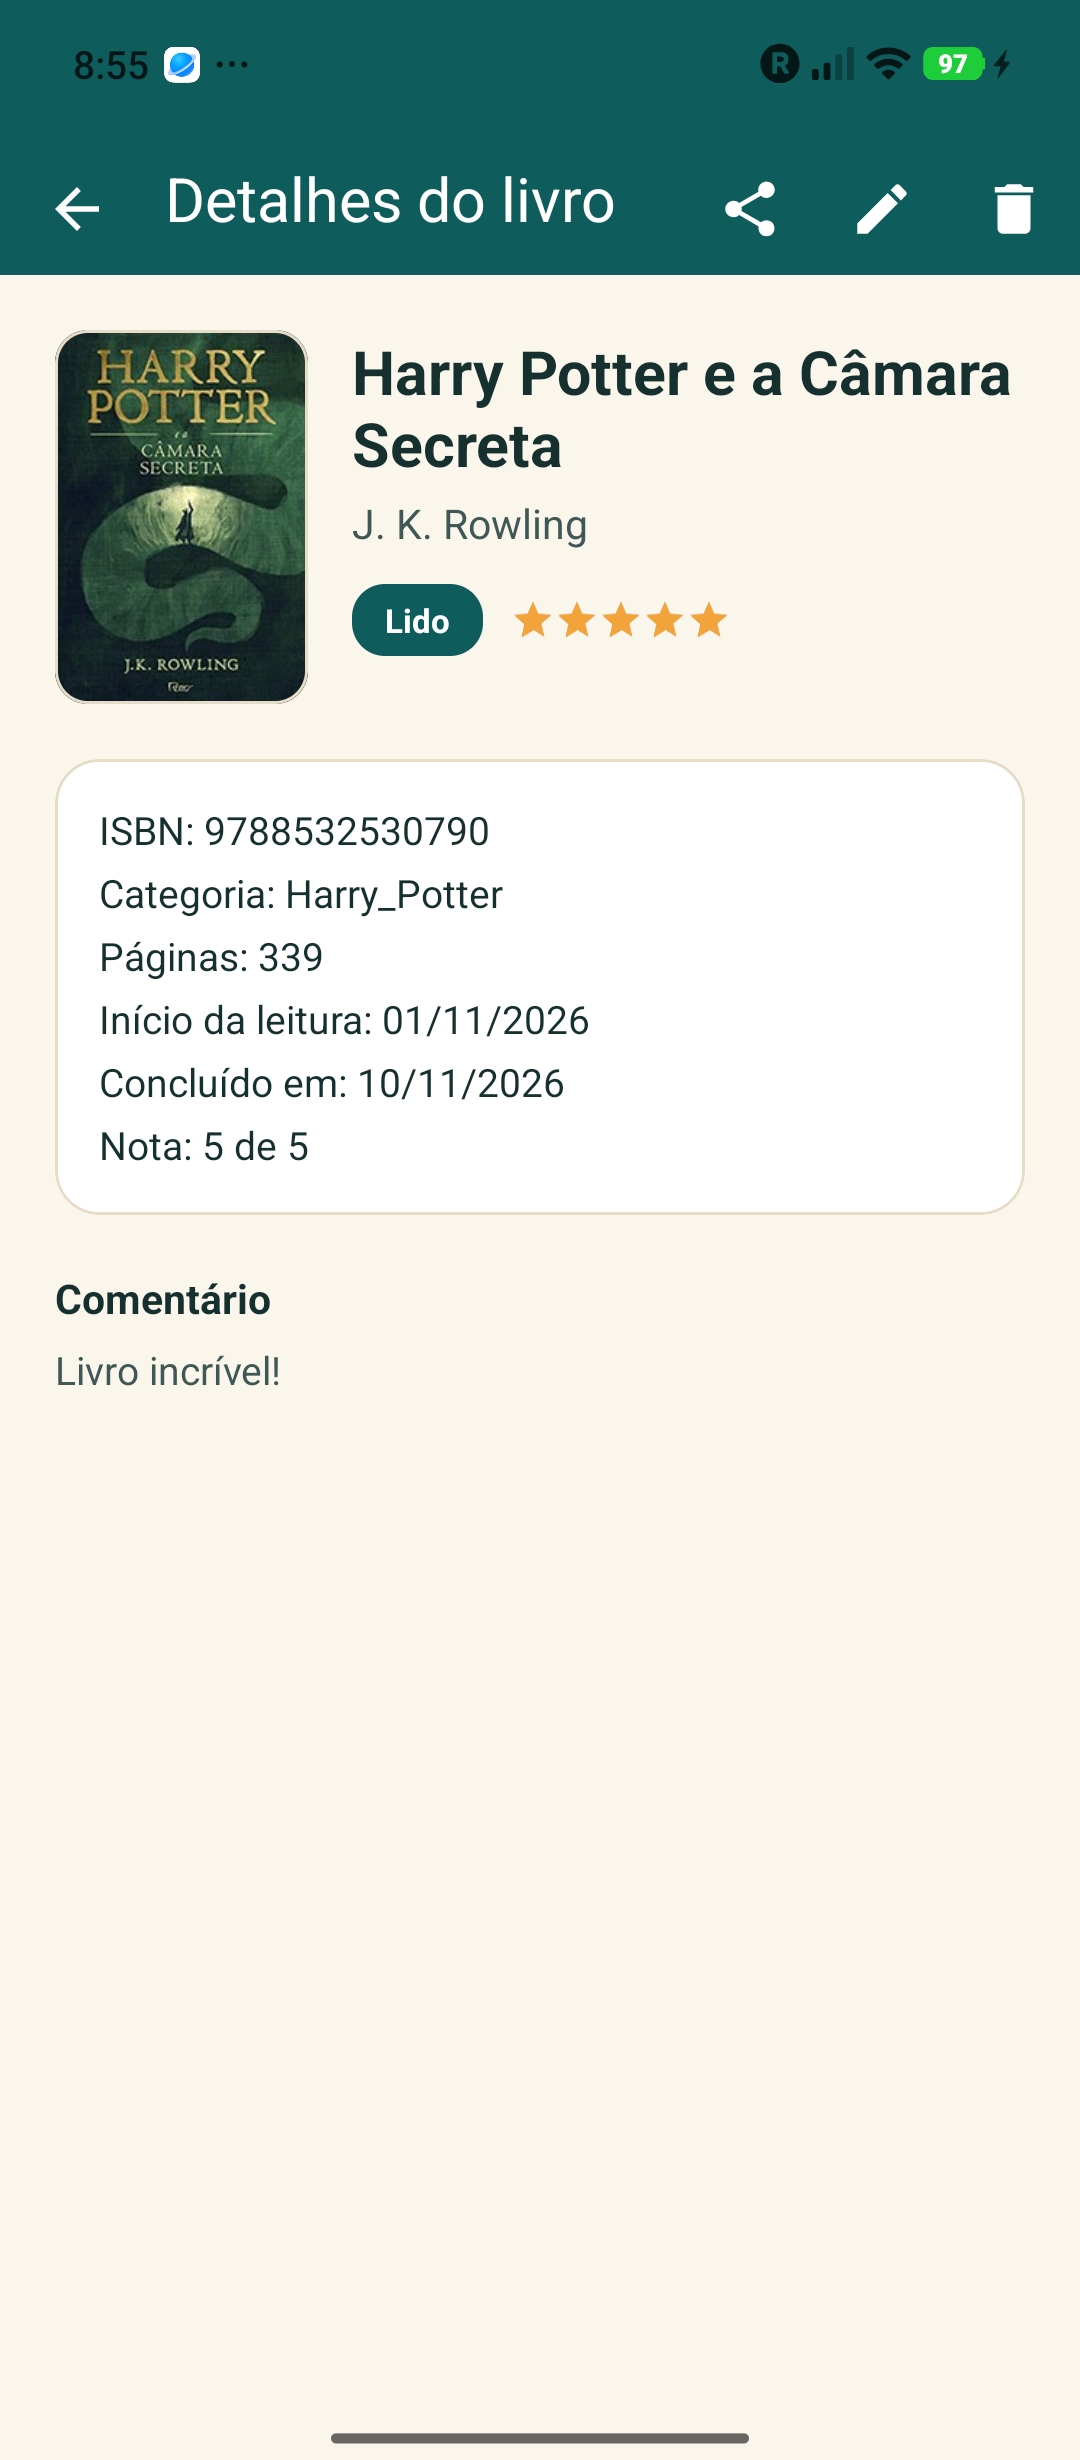 8:55
R
97
Detalhes do livro
HARRY
POTTER
e a
CÂMARA
SECRETA
J.K. ROWLING
Rocco
Harry Potter e a Câmara
Secreta
J. K. Rowling
Lido
ISBN: 9788532530790
Categoria: Harry_Potter
Páginas: 339
Início da leitura: 01/11/2026
Concluído em: 10/11/2026
Nota: 5 de 5
Comentário
Livro incrível!